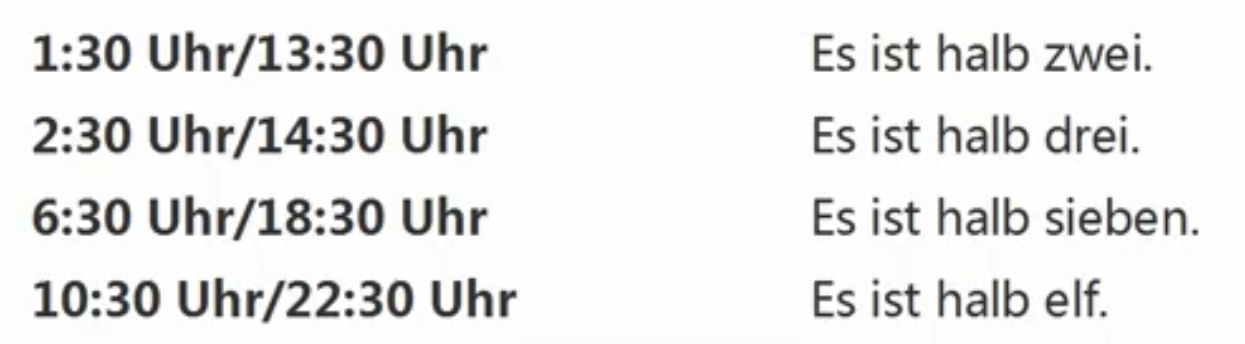 1:30 Uhr/13:30 Uhr Es ist halb zwei.
2:30 Uhr/14:30 Uhr Es ist halb drei.
6:30 Uhr/18:30 Uhr Es ist halb sieben.
10:30 Uhr/22:30 Uhr Es ist halb elf.